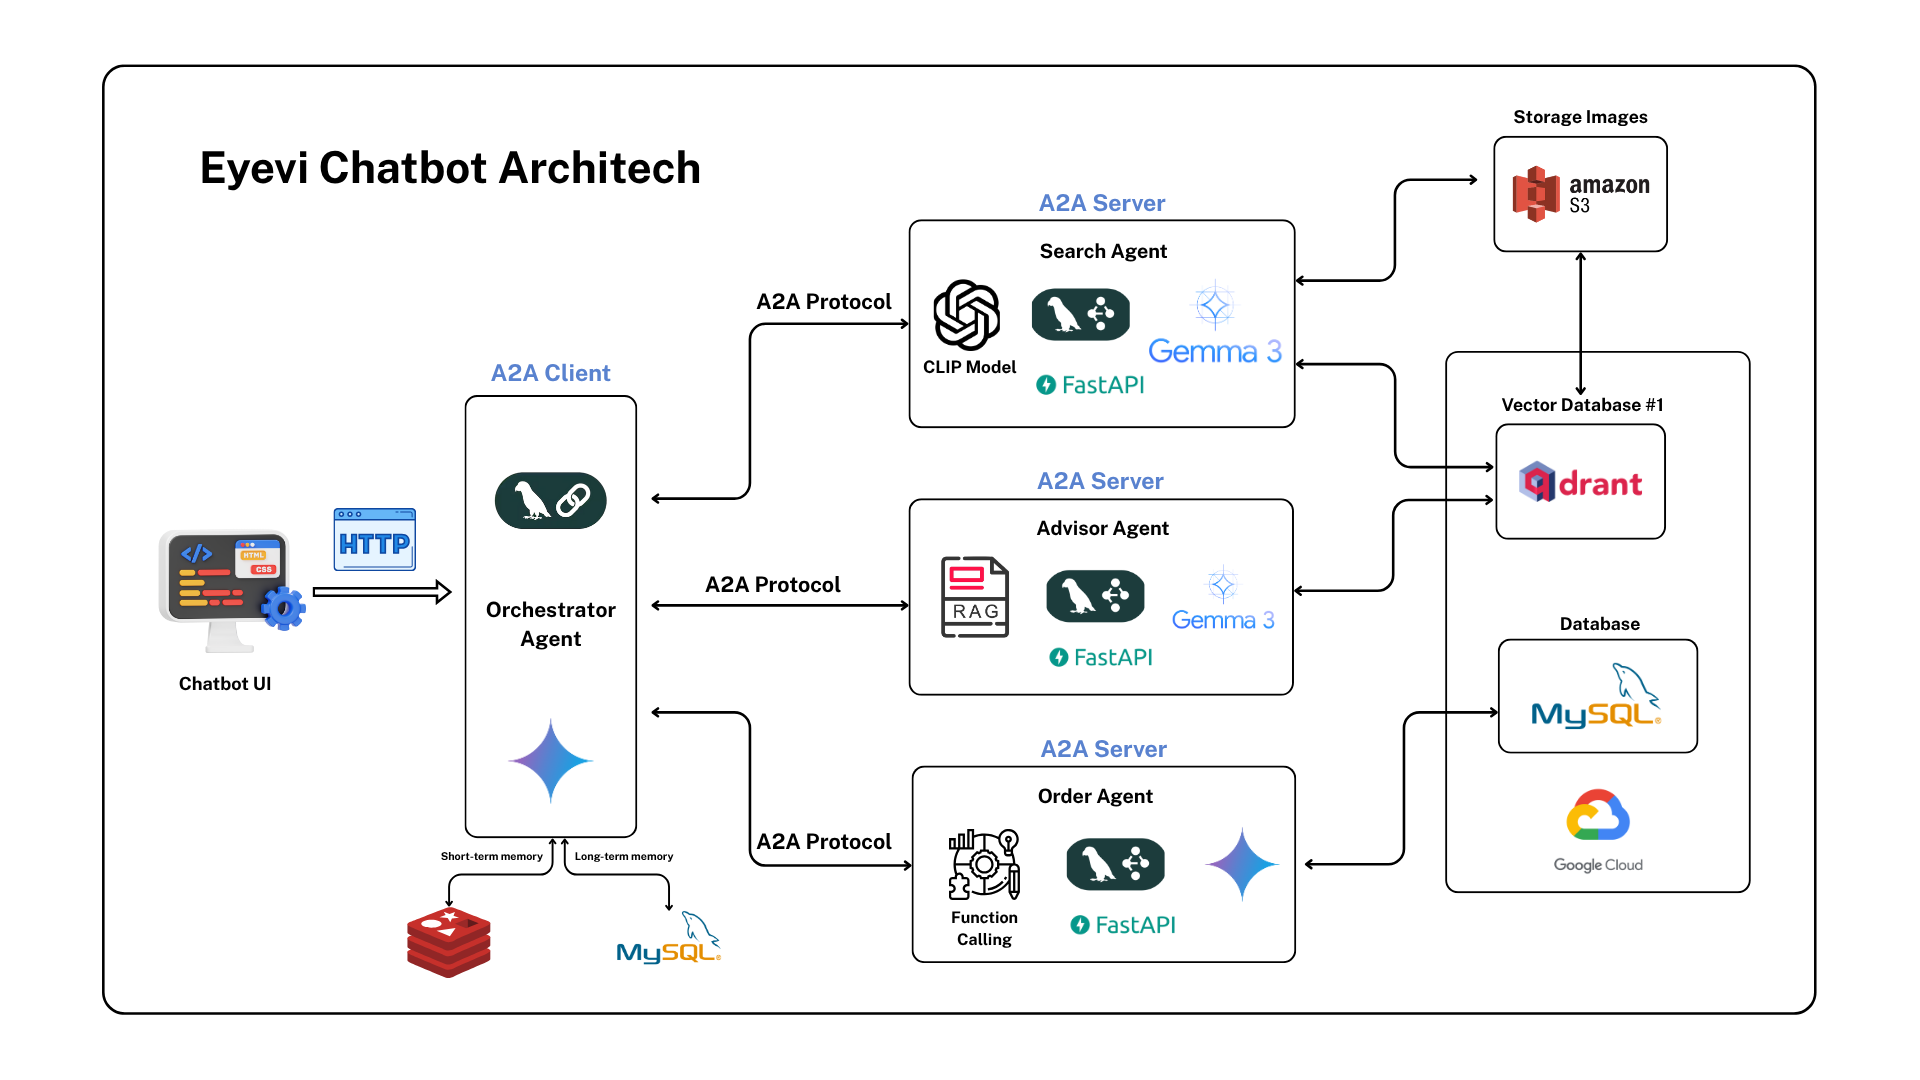 Eyevi Chatbot Architech
Storage Images
amazon
S3
A2A Server
Search Agent
CLIP Model
Gemma 3
FastAPI
A2A Protocol
A2A Client
Orchestrator
Agent
HTTP
</>
HTML
CSS
Chatbot UI
Vector Database #1
qdrant
A2A Server
Advisor Agent
RAG
Gemma 3
FastAPI
A2A Protocol
Database
MySQL®
Google Cloud
A2A Server
Order Agent
Function
Calling
FastAPI
A2A Protocol
Short-term memory
Long-term memory
MySQL®